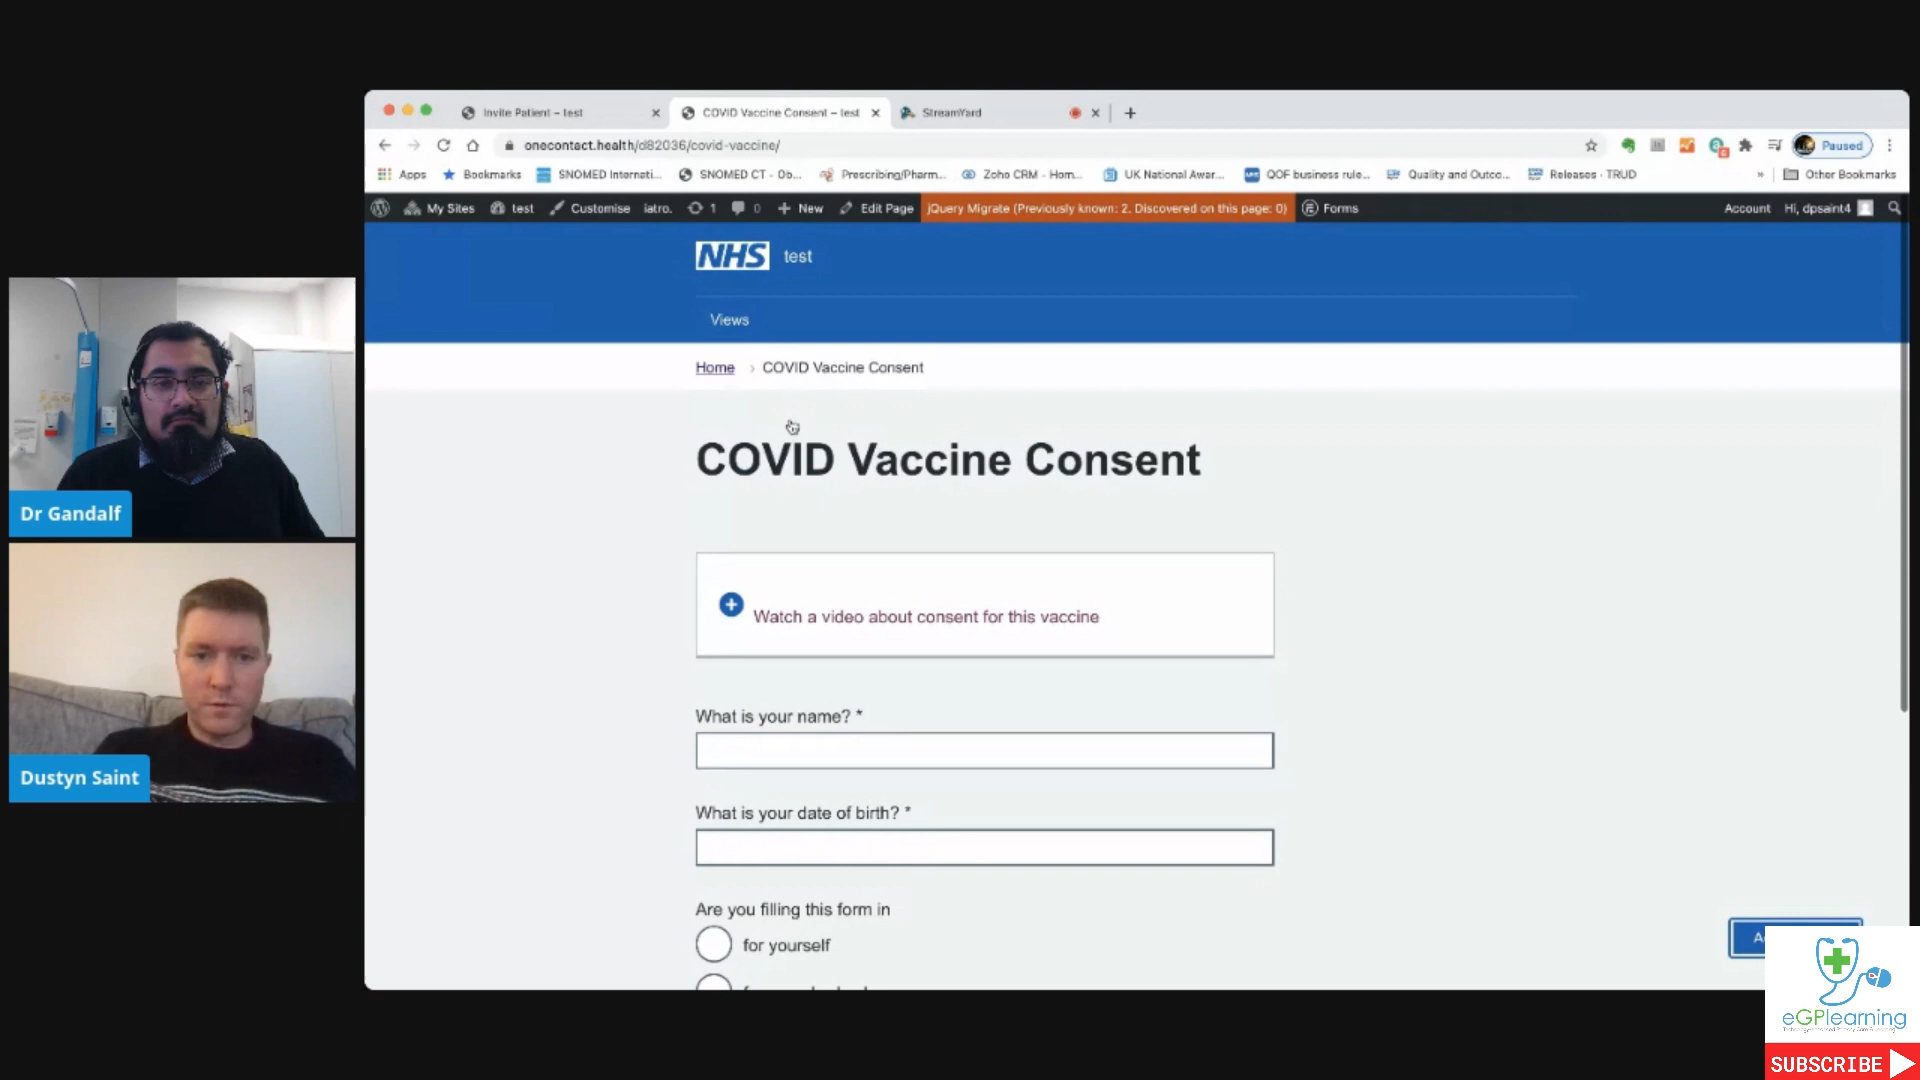 Invite Patient – test
COVID Vaccine Consent – test
StreamYard
onecontact.health/d82036/covid-vaccine/
Paused
Apps
Bookmarks
SNOMED Internati...
SNOMED CT - Ob...
Prescribing/Pharm...
Zoho CRM - Hom...
UK National Awar...
QOF business rule...
Quality and Outco...
Releases · TRUD
»
Other Bookmarks
My Sites
test
Customise
iatro.
1
0
New
Edit Page
jQuery Migrate (Previously known: 2. Discovered on this page: 0)
Forms
Account
Hi, dpsaint4
NHS
test
Views
Home
COVID Vaccine Consent
COVID Vaccine Consent
Watch a video about consent for this vaccine
What is your name? *
What is your date of birth? *
Are you filling this form in
for yourself
Dr Gandalf
Dustyn Saint
eGPlearning
SUBSCRIBE